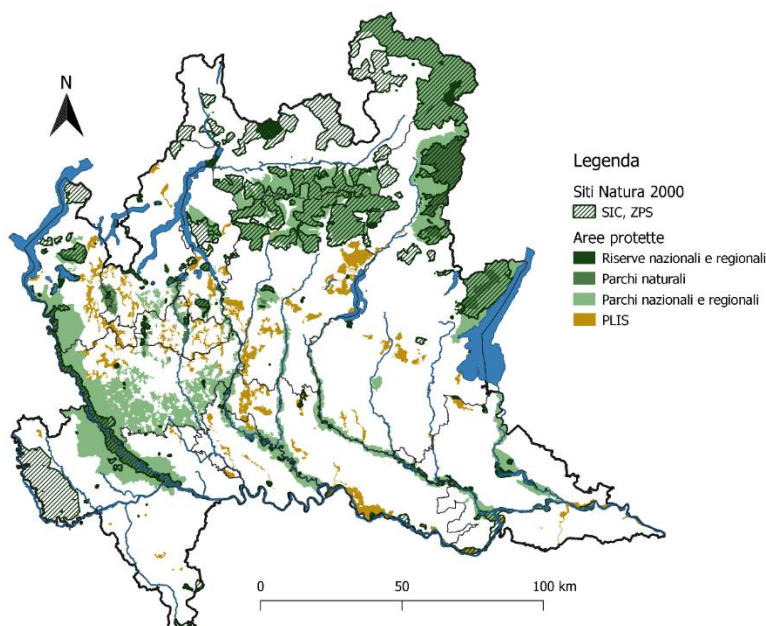 N
Legenda
Siti Natura 2000
SIC, ZPS
Aree protette
Riserve nazionali e regionali
Parchi naturali
Parchi nazionali e regionali
PLIS
0 50 100 km